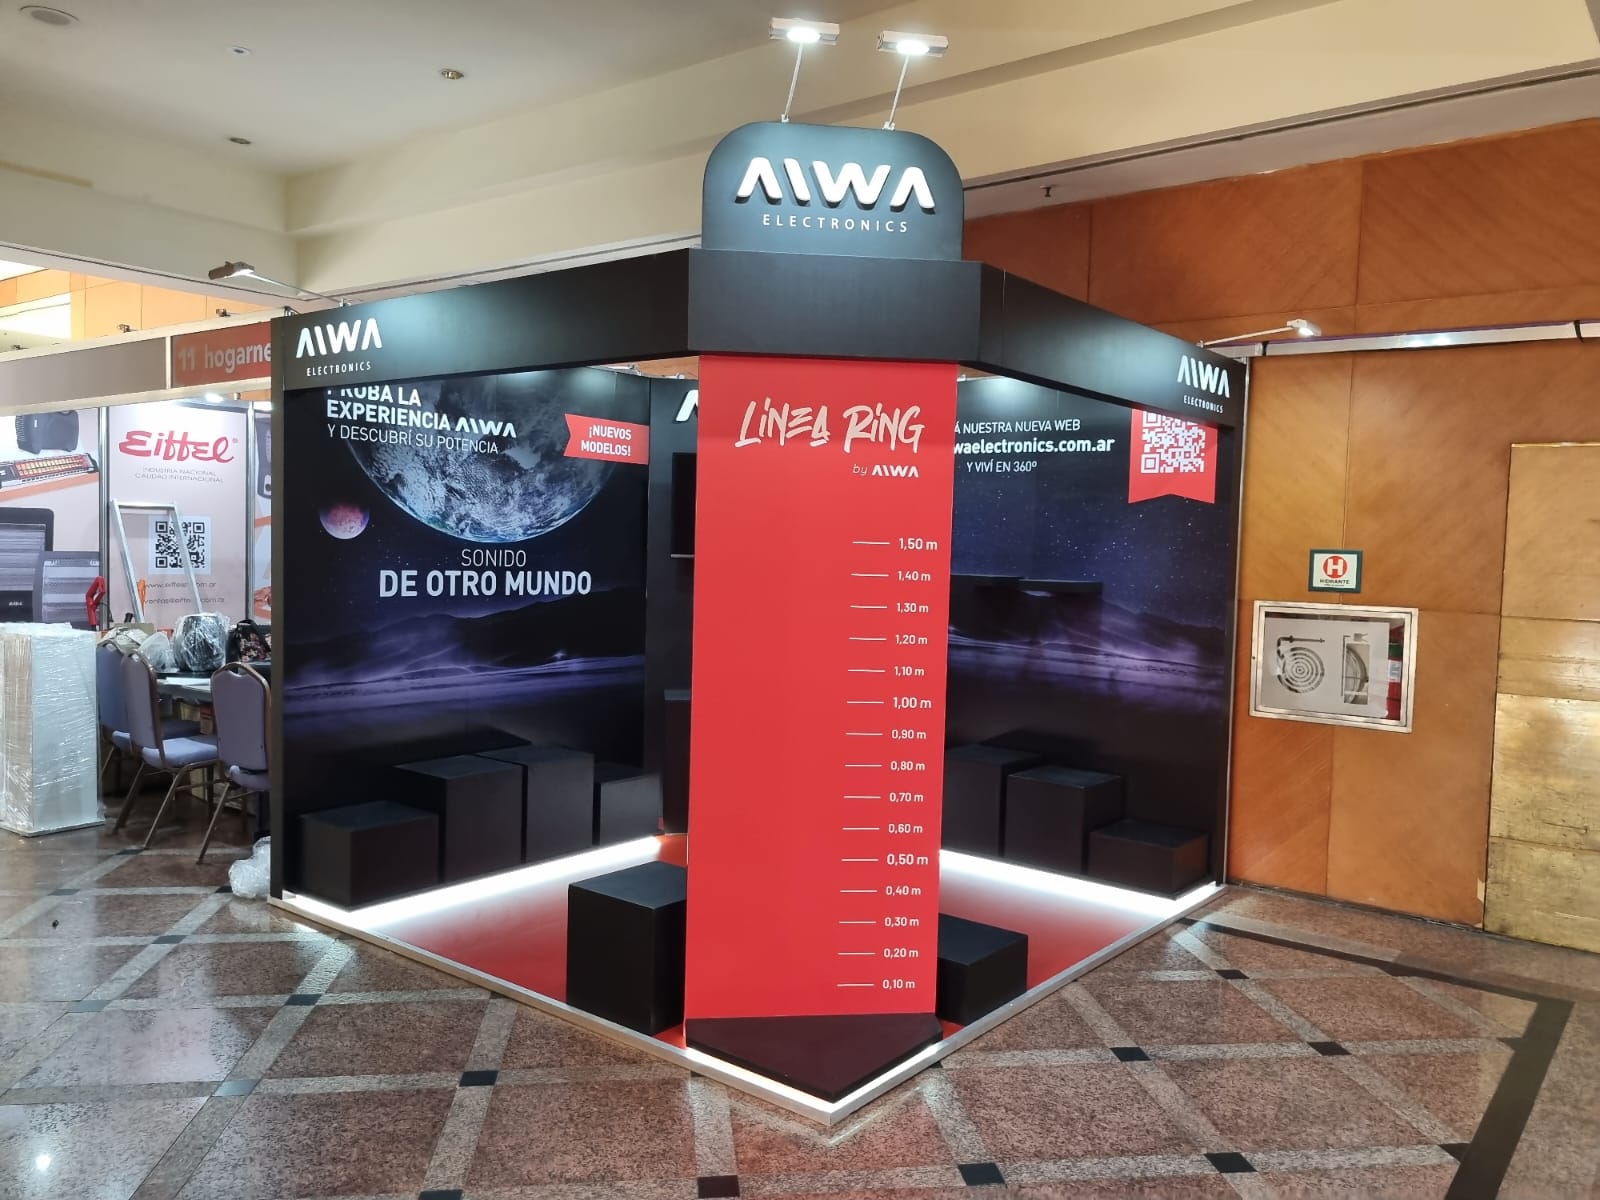 AIWA
ELECTRONICS
AIWA
ELECTRONICS
AIWA
ELECTRONICS
11 hogarne
Eiffel
INDUSTRIA NACIONAL
CALIDAD INTERNACIONAL
ROBÁ LA
EXPERIENCIA AIWA
Y DESCUBRÍ SU POTENCIA
¡NUEVOS
MODELOS!
SONIDO
DE OTRO MUNDO
LÍNEA RING
by AIWA
1,50 m
1,40 m
1,30 m
1,20 m
1,10 m
1,00 m
0,90 m
0,80 m
0,70 m
0,60 m
0,50 m
0,40 m
0,30 m
0,20 m
0,10 m
Á NUESTRA NUEVA WEB
waelectronics.com.ar
Y VIVÍ EN 360º
H
HIDRANTE